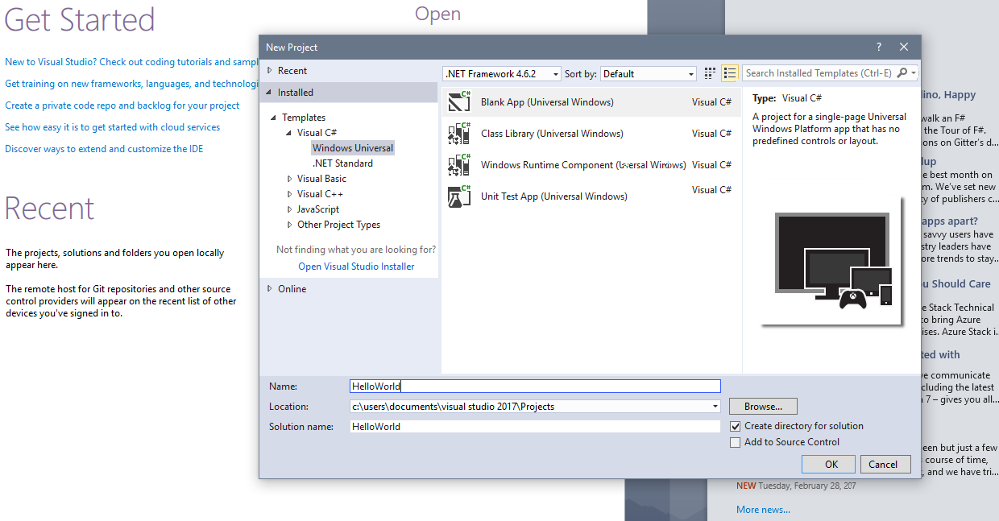 Get Started
Open
New to Visual Studio? Check out coding tutorials and sampl
Get training on new frameworks, languages, and technologi
Create a private code repo and backlog for your project
See how easy it is to get started with cloud services
Discover ways to extend and customize the IDE
Recent
The projects, solutions and folders you open locally
appear here.
The remote host for Git repositories and other source
control providers will appear on the recent list of other
devices you've signed in to.
New Project
?
Recent
Installed
Templates
Visual C#
Windows Universal
.NET Standard
Visual Basic
Visual C++
JavaScript
Other Project Types
Not finding what you are looking for?
Open Visual Studio Installer
Online
.NET Framework 4.6.2
Sort by:
Default
Search Installed Templates (Ctrl-E)
C# Blank App (Universal Windows) Visual C#
C# Class Library (Universal Windows) Visual C#
C# Windows Runtime Component Visual C#
C# Unit Test App (Universal Windows) Visual C#
Type: Visual C#
A project for a single-page Universal
Windows Platform app that has no
predefined controls or layout.
Name: HelloWorld
Location: c:\users\documents\visual studio 2017\Projects
Browse...
Solution name: HelloWorld
Create directory for solution
Add to Source Control
OK
Cancel
ino, Happy
walk an F#
the Tour of F#.
ons on Gitter's d...
lup
e best month on
m. We've set new
ty of publishers c...
apps apart?
savvy users have
stry leaders have
ore trends to stay...
u Should Care
e Stack Technical
to bring Azure
ises. Azure Stack i...
ted with
ve communicate
cluding the latest
n 7 – gives you all...
een but just a few
course of time,
, and we have tri...
NEW Tuesday, February 28, 207
More news...